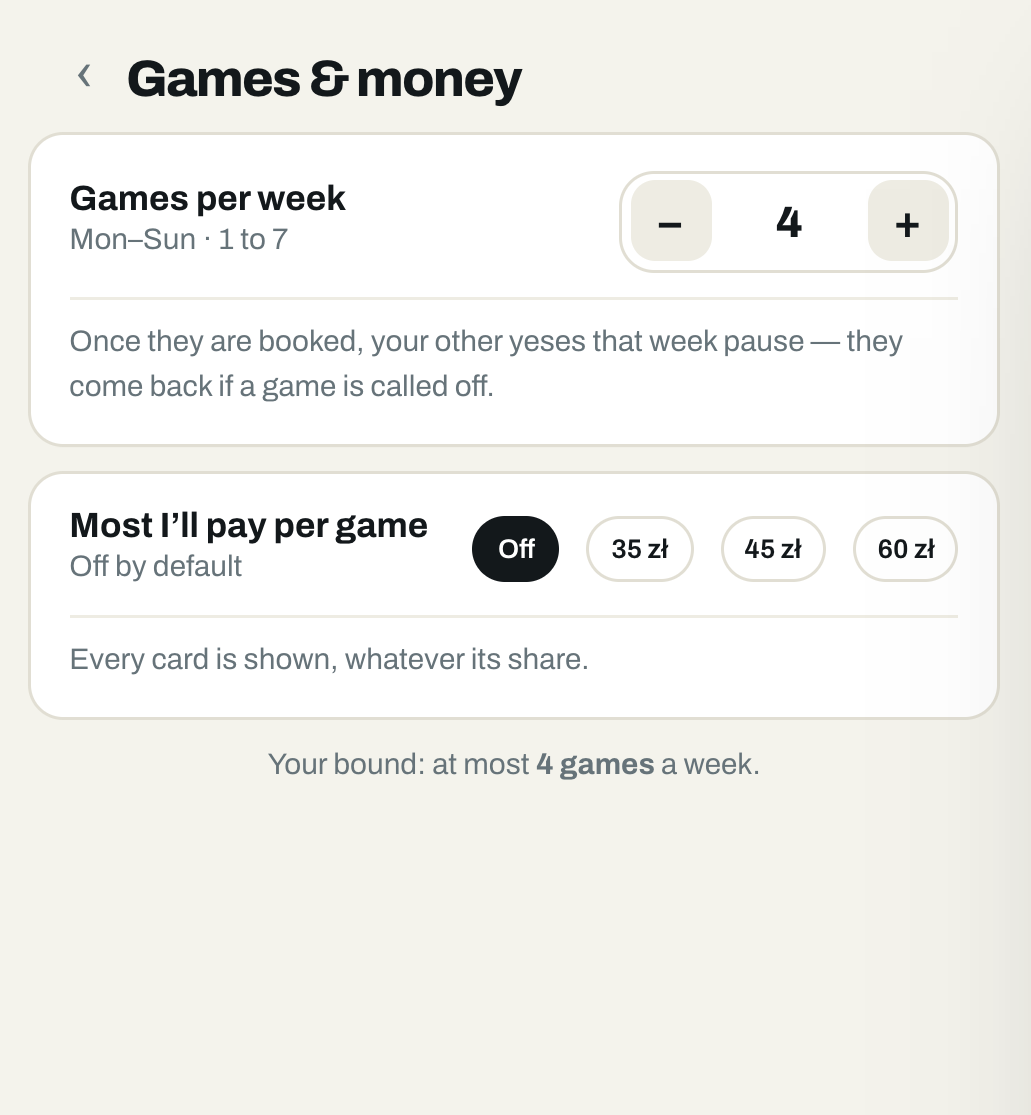 ‹ Games & money
Games per week
Mon–Sun · 1 to 7
− 4 +
Once they are booked, your other yeses that week pause — they
come back if a game is called off.
Most I’ll pay per game
Off by default
Off 35 zł 45 zł 60 zł
Every card is shown, whatever its share.
Your bound: at most 4 games a week.